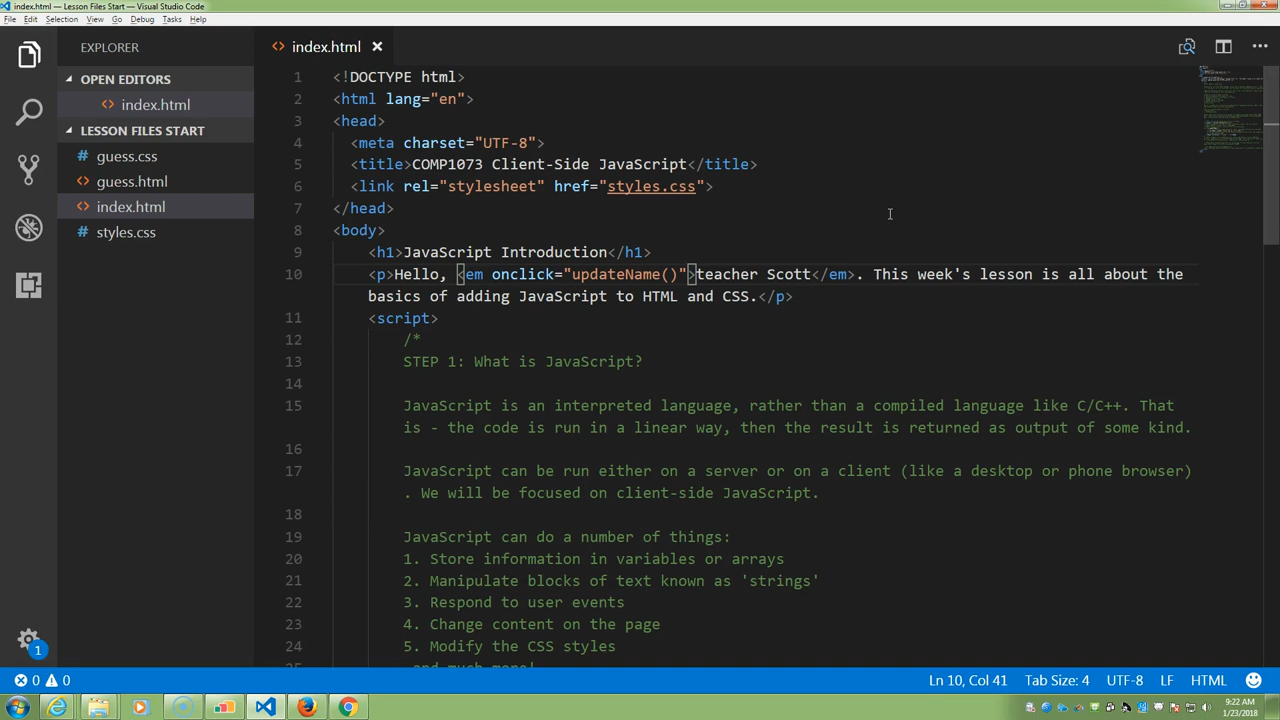 index.html — Lesson Files Start — Visual Studio Code
File Edit Selection View Go Debug Tasks Help
EXPLORER
OPEN EDITORS
<> index.html
LESSON FILES START
# guess.css
<> guess.html
<> index.html
# styles.css
<> index.html
1 <!DOCTYPE html>
2 <html lang="en">
3 <head>
4 <meta charset="UTF-8">
5 <title>COMP1073 Client-Side JavaScript</title>
6 <link rel="stylesheet" href="styles.css">
7 </head>
8 <body>
9 <h1>JavaScript Introduction</h1>
10 <p>Hello, <em onclick="updateName()">teacher Scott</em>. This week's lesson is all about the
basics of adding JavaScript to HTML and CSS.</p>
11 <script>
12 /*
13 STEP 1: What is JavaScript?
14
15 JavaScript is an interpreted language, rather than a compiled language like C/C++. That
is - the code is run in a linear way, then the result is returned as output of some kind.
16
17 JavaScript can be run either on a server or on a client (like a desktop or phone browser)
. We will be focused on client-side JavaScript.
18
19 JavaScript can do a number of things:
20 1. Store information in variables or arrays
21 2. Manipulate blocks of text known as 'strings'
22 3. Respond to user events
23 4. Change content on the page
24 5. Modify the CSS styles
25 and much more!
1
0 0
Ln 10, Col 41 Tab Size: 4 UTF-8 LF HTML
9:22 AM
1/23/2018